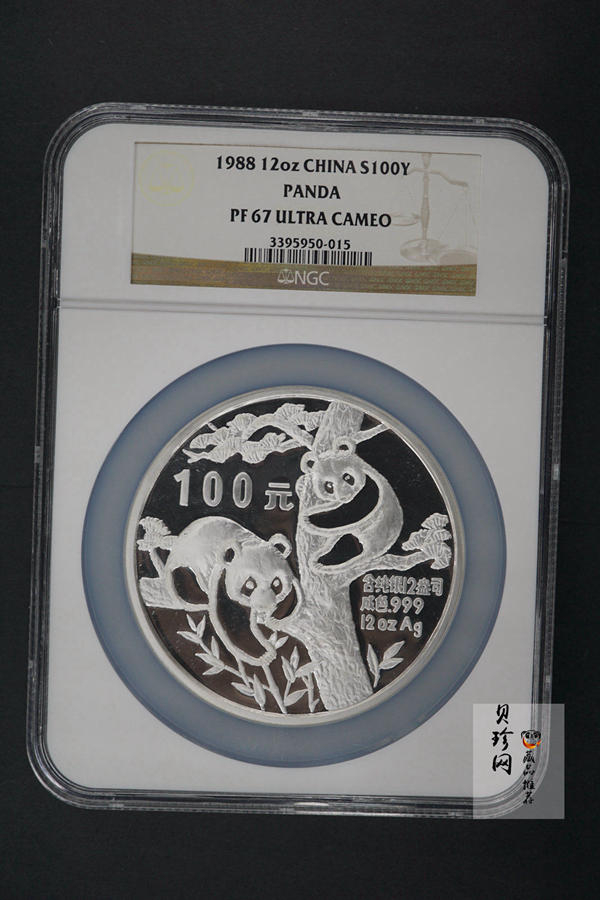 1988 12oz CHINA S100Y
PANDA
PF 67 ULTRA CAMEO
3395950-015
NGC
100元
含纯银12盎司
成色.999
12 oz Ag
贝珍网
藏品推荐